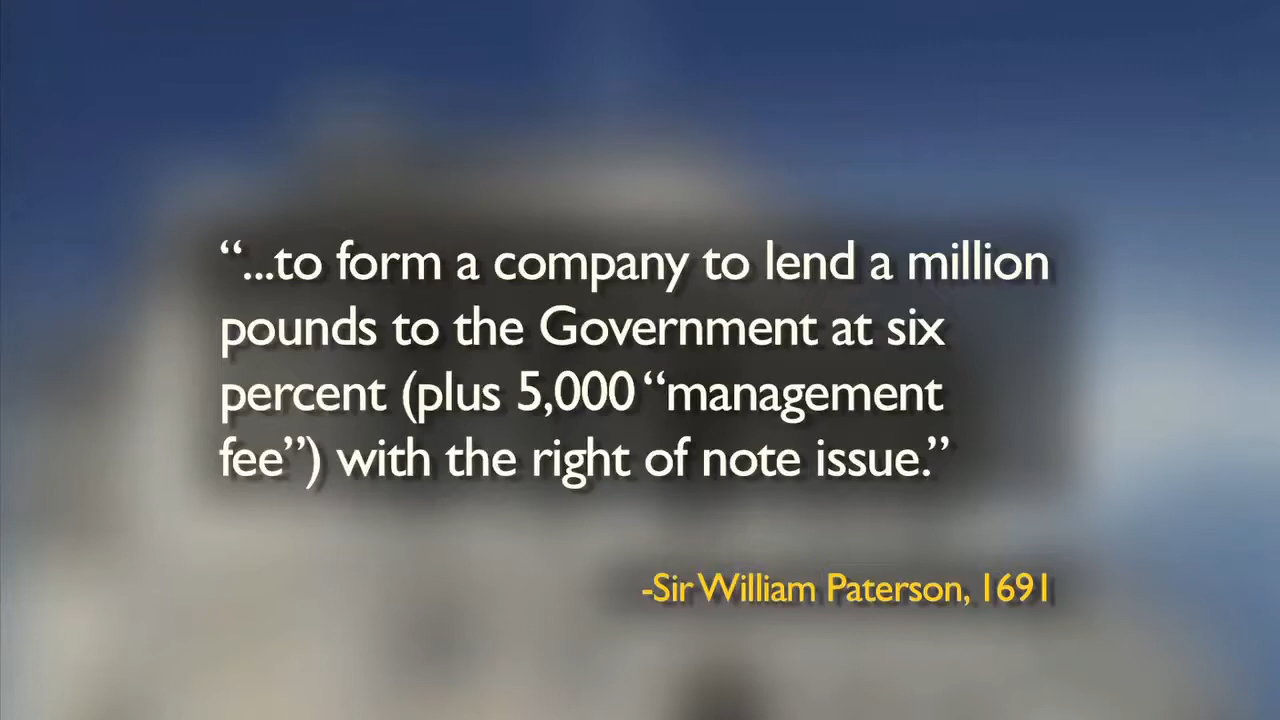 “...to form a company to lend a million
pounds to the Government at six
percent (plus 5,000 “management
fee”) with the right of note issue.”
-Sir William Paterson, 1691